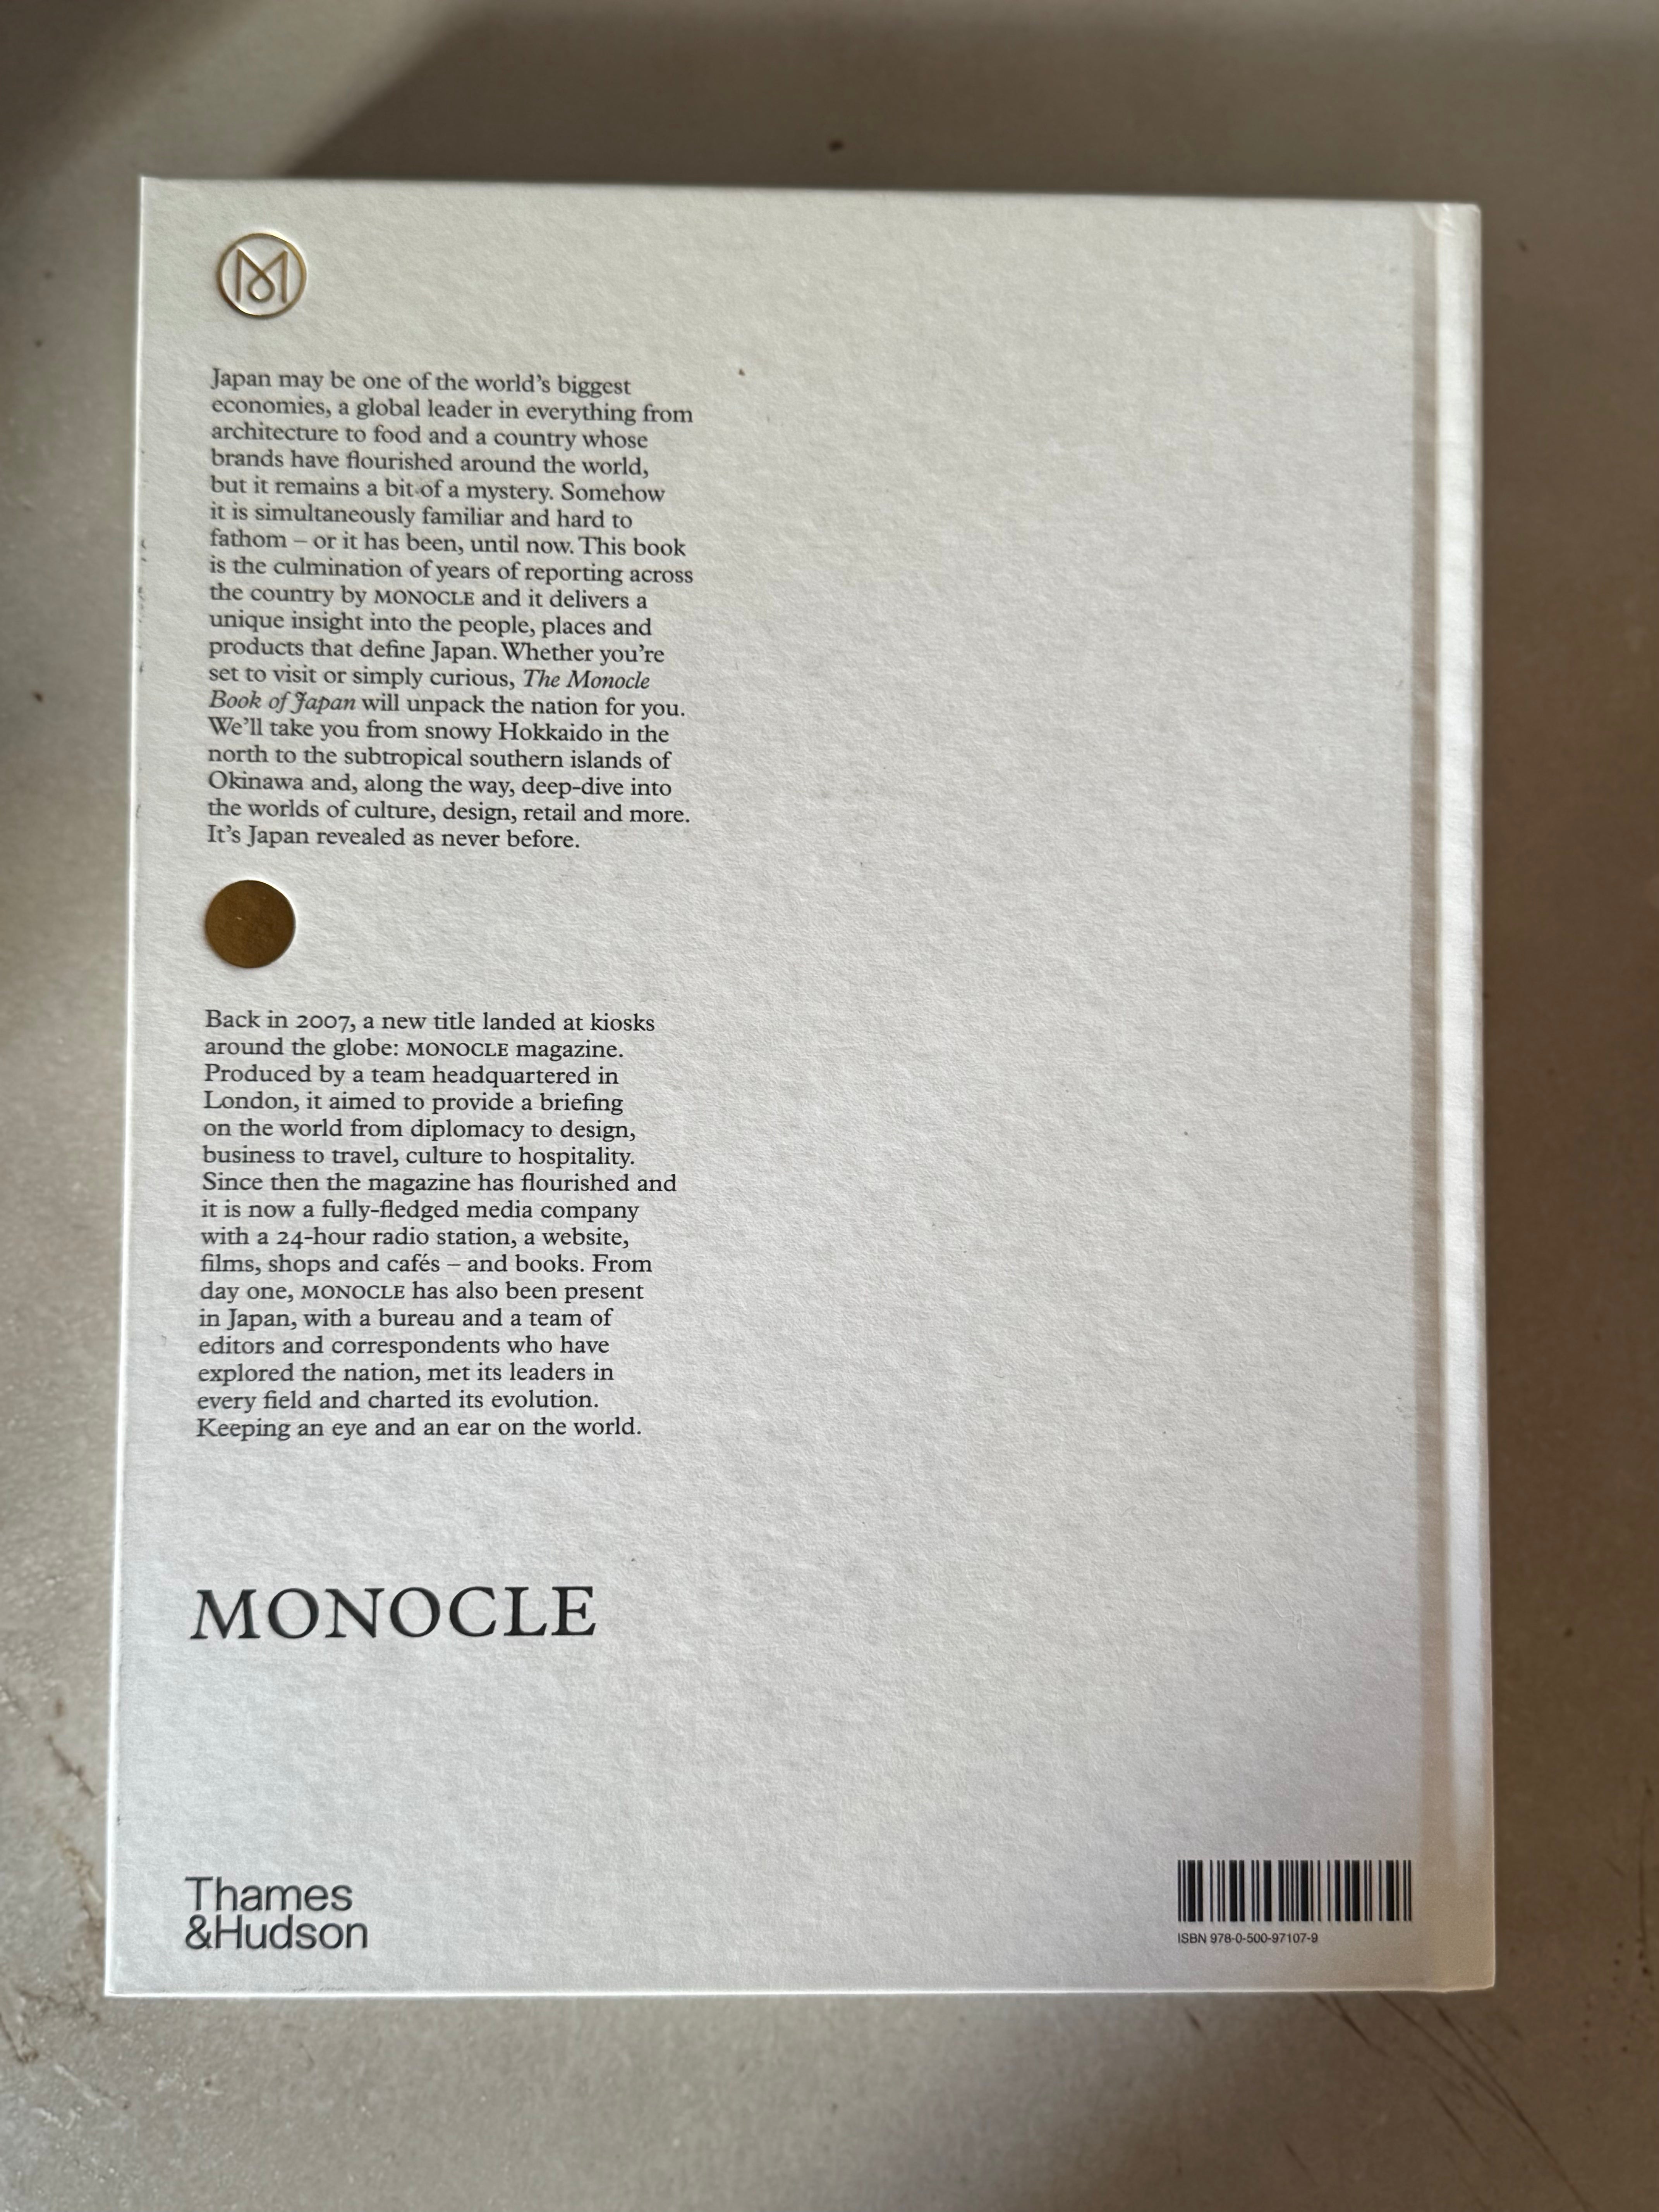 Japan may be one of the world’s biggest
economies, a global leader in everything from
architecture to food and a country whose
brands have flourished around the world,
but it remains a bit of a mystery. Somehow
it is simultaneously familiar and hard to
fathom – or it has been, until now. This book
is the culmination of years of reporting across
the country by MONOCLE and it delivers a
unique insight into the people, places and
products that define Japan. Whether you’re
set to visit or simply curious, The Monocle
Book of Japan will unpack the nation for you.
We’ll take you from snowy Hokkaido in the
north to the subtropical southern islands of
Okinawa and, along the way, deep-dive into
the worlds of culture, design, retail and more.
It’s Japan revealed as never before.
Back in 2007, a new title landed at kiosks
around the globe: MONOCLE magazine.
Produced by a team headquartered in
London, it aimed to provide a briefing
on the world from diplomacy to design,
business to travel, culture to hospitality.
Since then the magazine has flourished and
it is now a fully-fledged media company
with a 24-hour radio station, a website,
films, shops and cafés – and books. From
day one, MONOCLE has also been present
in Japan, with a bureau and a team of
editors and correspondents who have
explored the nation, met its leaders in
every field and charted its evolution.
Keeping an eye and an ear on the world.
MONOCLE
Thames
&Hudson
ISBN 978-0-500-97107-9